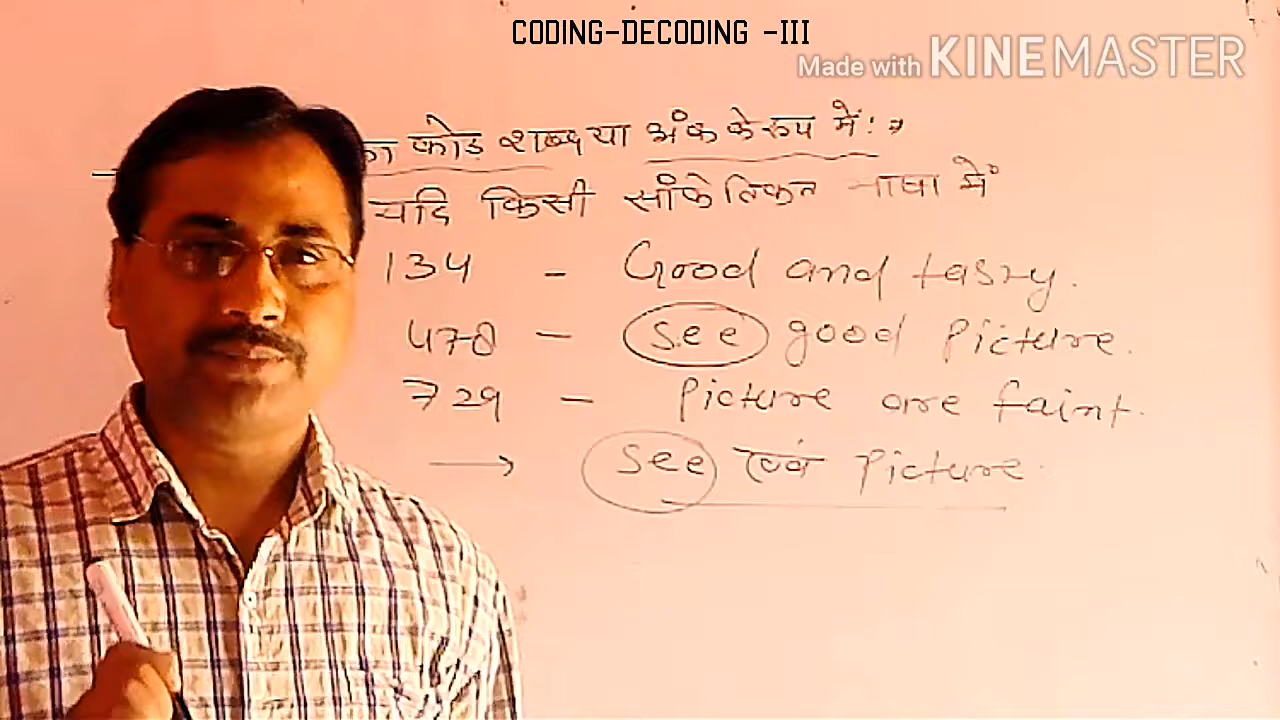 CODING-DECODING -III
Made with KINEMASTER
का कोड शब्द या अंक के रूप में :→
यदि किसी सांकेतिक भाषा में
134 - Good and tasry.
478 - see good Picture.
729 - Picture are faint.
→ see एवं Picture.